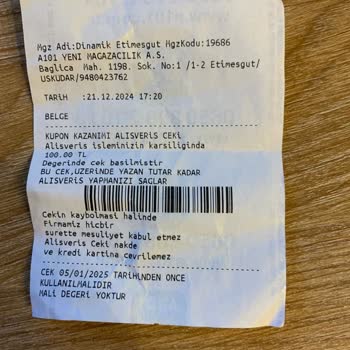 Mgz Adi:Dinamik Etimesgut MgzKodu:19686
A101 YENI MAGAZACILIK A.S.
Baglica Mah. 1198. Sok. No:1 /1-2 Etimesgut/
USKUDAR/9480423762
TARIH :21.12.2024 17:20
BELGE
KUPON KAZANIMI ALISVERIS CEKI
Alisveris isleminizin karsiliginda
100.00 TL
Degerinde cek basilmistir
BU CEK,UZERINDE YAZAN TUTAR KADAR
ALISVERIS YAPMANIZI SAGLAR
Cekin kaybolmasi halinde
Firmamiz hicbir
surette mesuliyet kabul etmez
Alisveris Ceki nakde
ve kredi kartina cevrilemez
CEK 05/01/2025 TARIHINDEN ONCE
KULLANILMALIDIR
MALI DEGERI YOKTUR